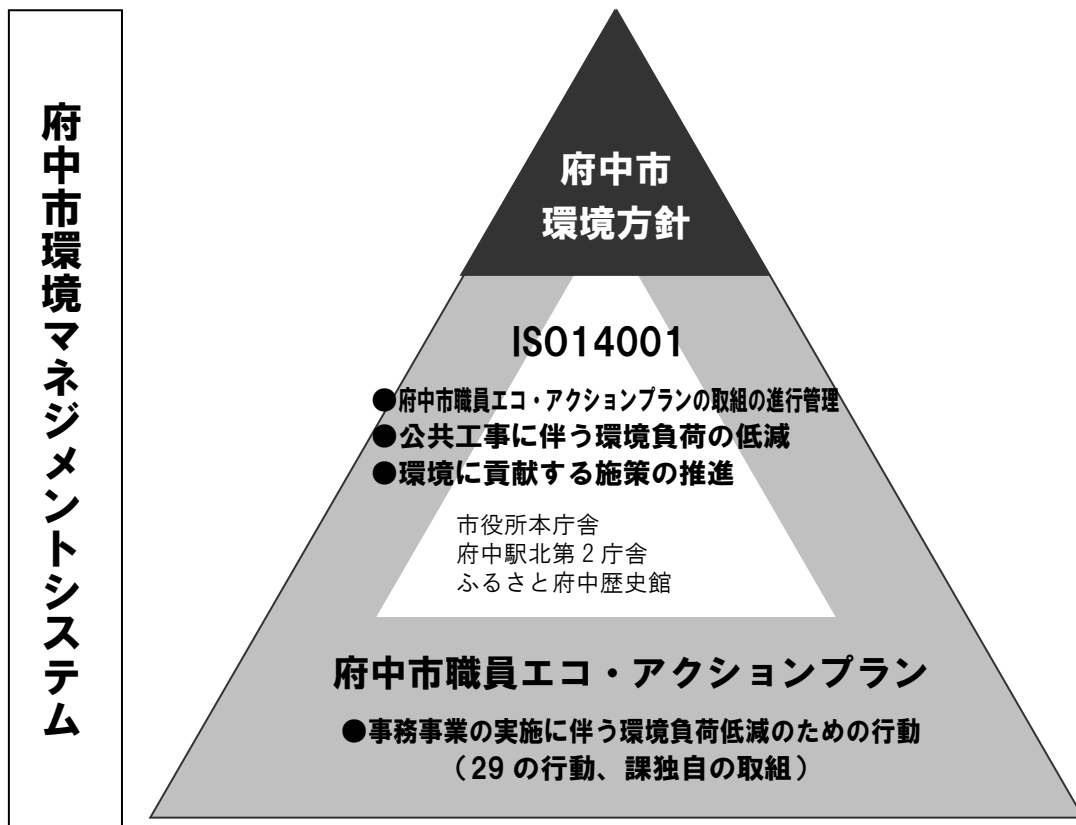 府中市環境マネジメントシステム
府中市
環境方針
ISO14001
●府中市職員エコ・アクションプランの取組の進行管理
●公共工事に伴う環境負荷の低減
●環境に貢献する施策の推進
市役所本庁舎
府中駅北第２庁舎
ふるさと府中歴史館
府中市職員エコ・アクションプラン
●事務事業の実施に伴う環境負荷低減のための行動
（29 の行動、課独自の取組）